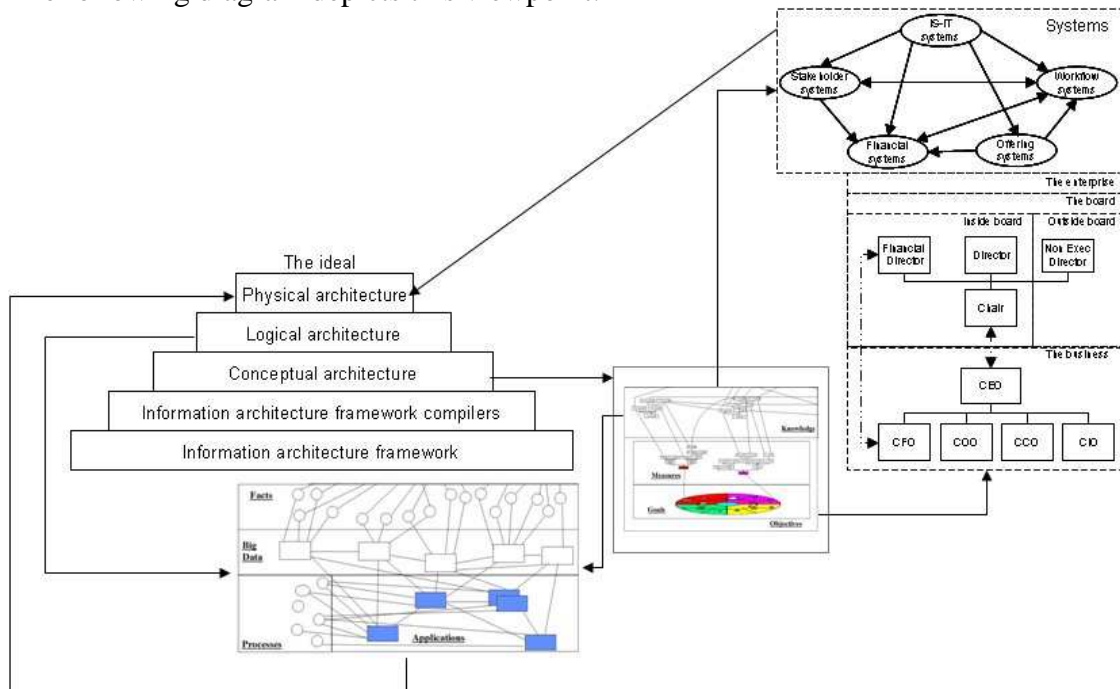 Systems
IS-IT
systems
Stakeholder
systems
Workflow
systems
Financial
systems
Offering
systems
The enterprise
The board
Inside board
Outside board
Financial
Director
Director
Non Exec
Director
Chair
The business
CEO
CFO
COO
CCO
CIO
The ideal
Physical architecture
Logical architecture
Conceptual architecture
Information architecture framework compilers
Information architecture framework
Knowledge
Measures
Goals
Objectives
Facts
Big
Data
Processes
Applications